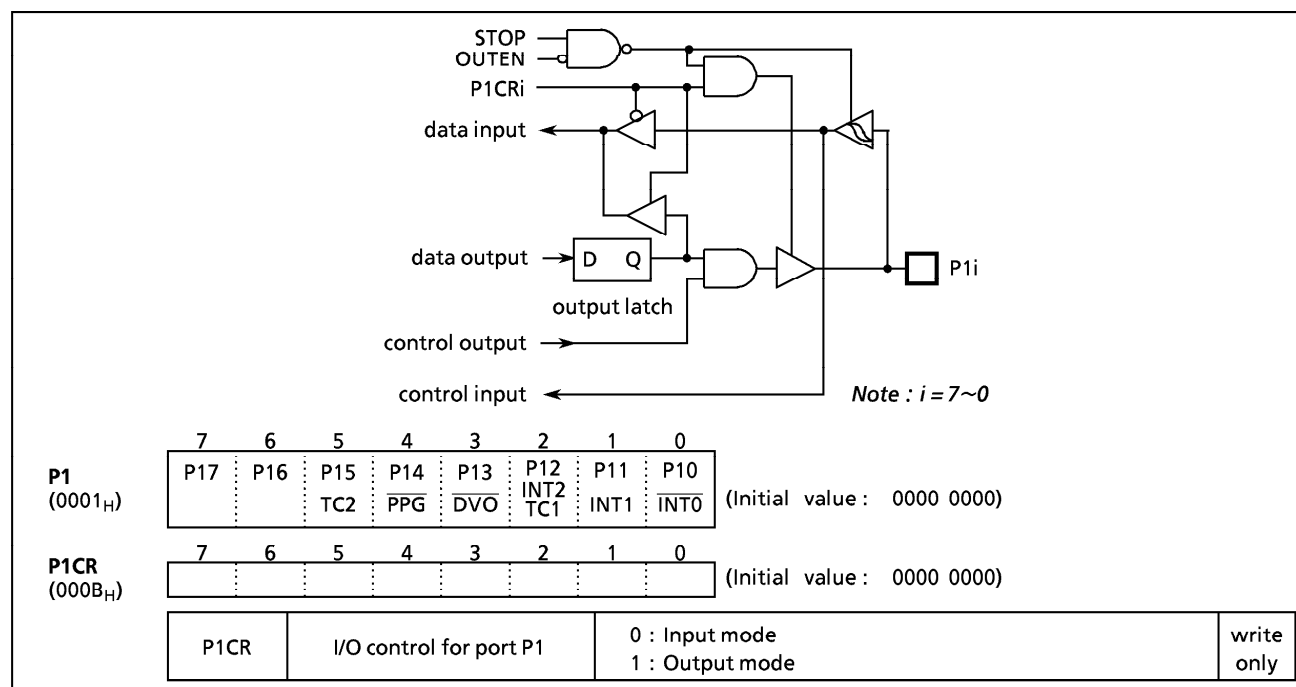 STOP
OUTEN
P1CRi
data input
data output
D Q
P1i
output latch
control output
control input
Note : i = 7~0
7 6 5 4 3 2 1 0
P1
(0001H)
P17 P16 P15 P14 P13 P12 P11 P10
TC2 PPG DVO INT2 TC1 INT1 INT0
(Initial value : 0000 0000)
7 6 5 4 3 2 1 0
P1CR
(000BH)
(Initial value : 0000 0000)
P1CR
I/O control for port P1
0 : Input mode
1 : Output mode
write
only